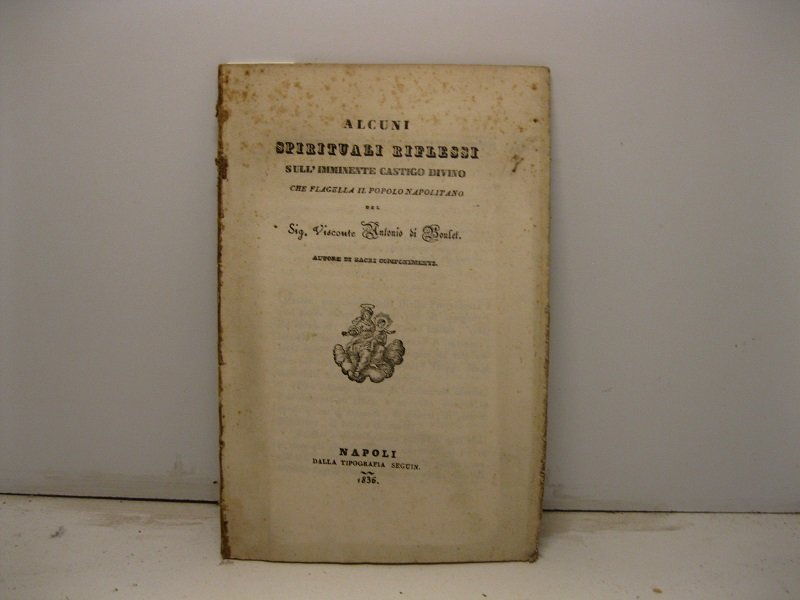 ALCUNI
SPIRITUALI RIFLESSI
SULL'IMMINENTE CASTIGO DIVINO
CHE FLAGELLA IL POPOLO NAPOLITANO
DEL
Sig. Visconte Antonio di
AUTORE DI SACRI COMPONIMENTI.
NAPOLI
DALLA TIPOGRAFIA SEGUIN.
1836.